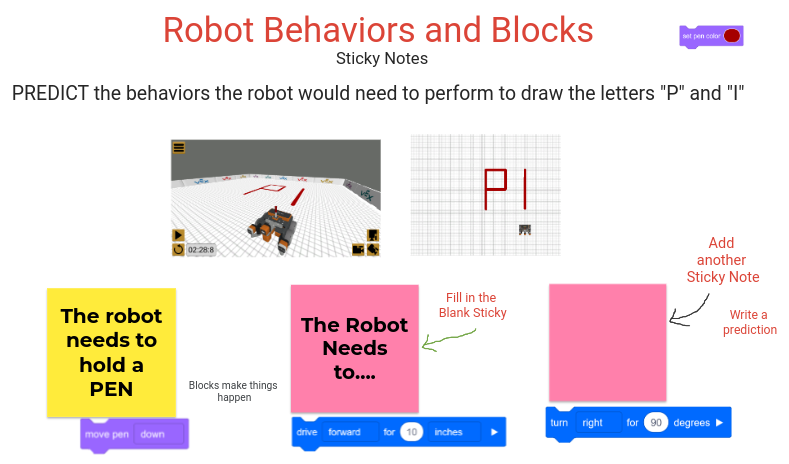 Robot Behaviors and Blocks
set pen color
Sticky Notes
PREDICT the behaviors the robot would need to perform to draw the letters "P" and "I"
PI
PI
02:28:8
Add
another
Sticky Note
Fill in the
Blank Sticky
Write a
prediction
The robot
needs to
hold a
PEN
The Robot
Needs
to....
Blocks make things
happen
move pen down
drive forward for 10 inches
turn right for 90 degrees